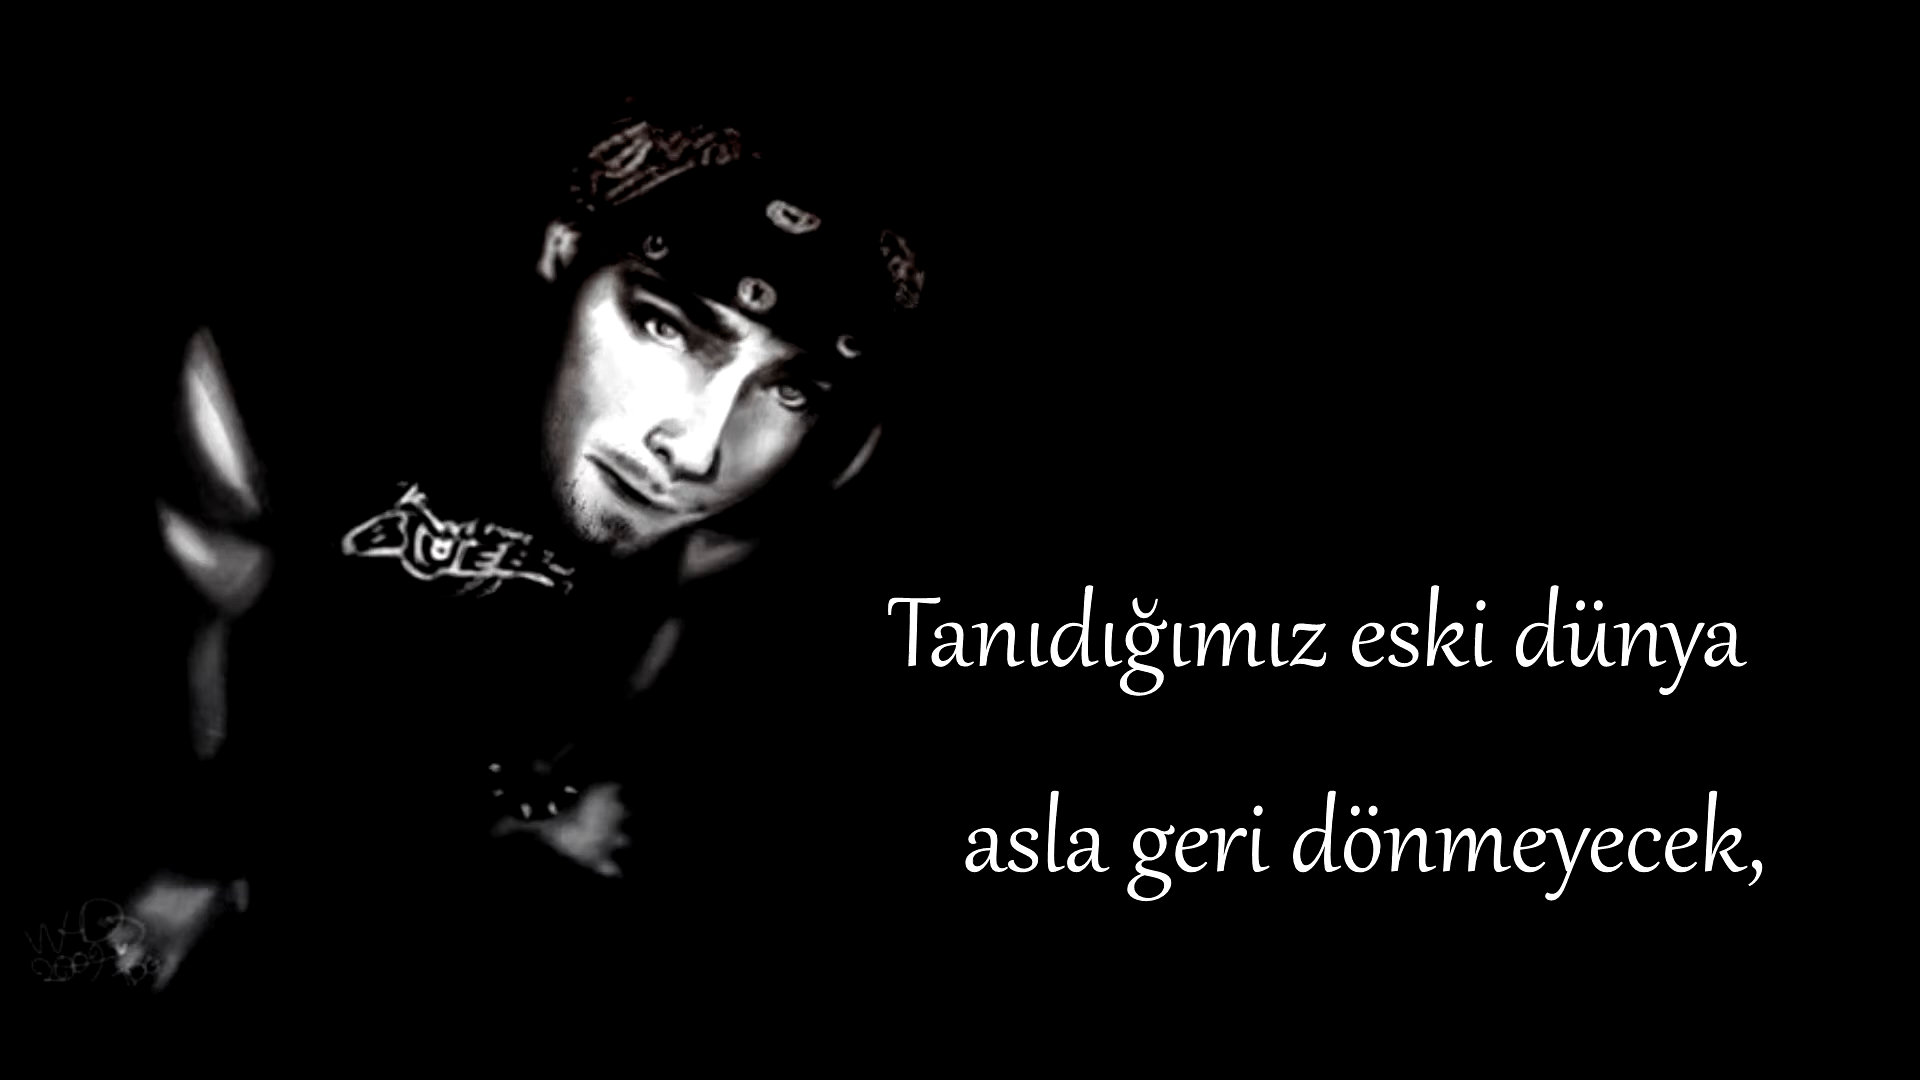 Tanıdığımız eski dünya
asla geri dönmeyecek,